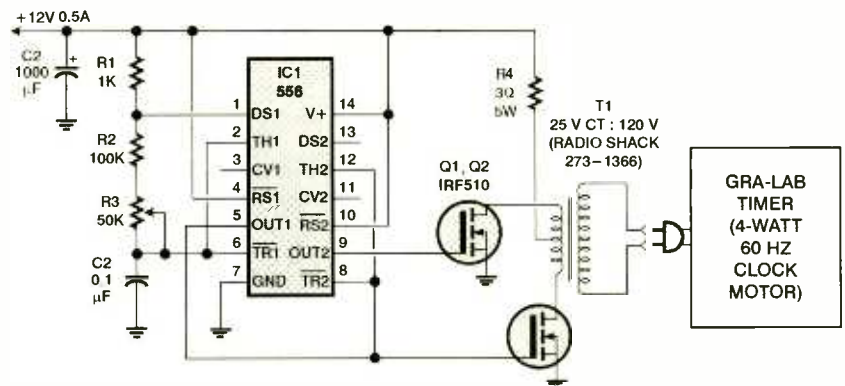 +12V 0.5A
C2
1000
µF
+
R1
1K
R2
100K
R3
50K
C2
0.1
µF
IC1
556
1 DS1 V+ 14
2 TH1 DS2 13
3 CV1 TH2 12
4 RS1 CV2 11
5 OUT1 RS2 10
6 TR1 OUT2 9
7 GND TR2 8
Q1, Q2
IRF510
R4
3Ω
5W
T1
25 V CT : 120 V
(RADIO SHACK
273–1366)
GRA-LAB
TIMER
(4-WATT
60 HZ
CLOCK
MOTOR)